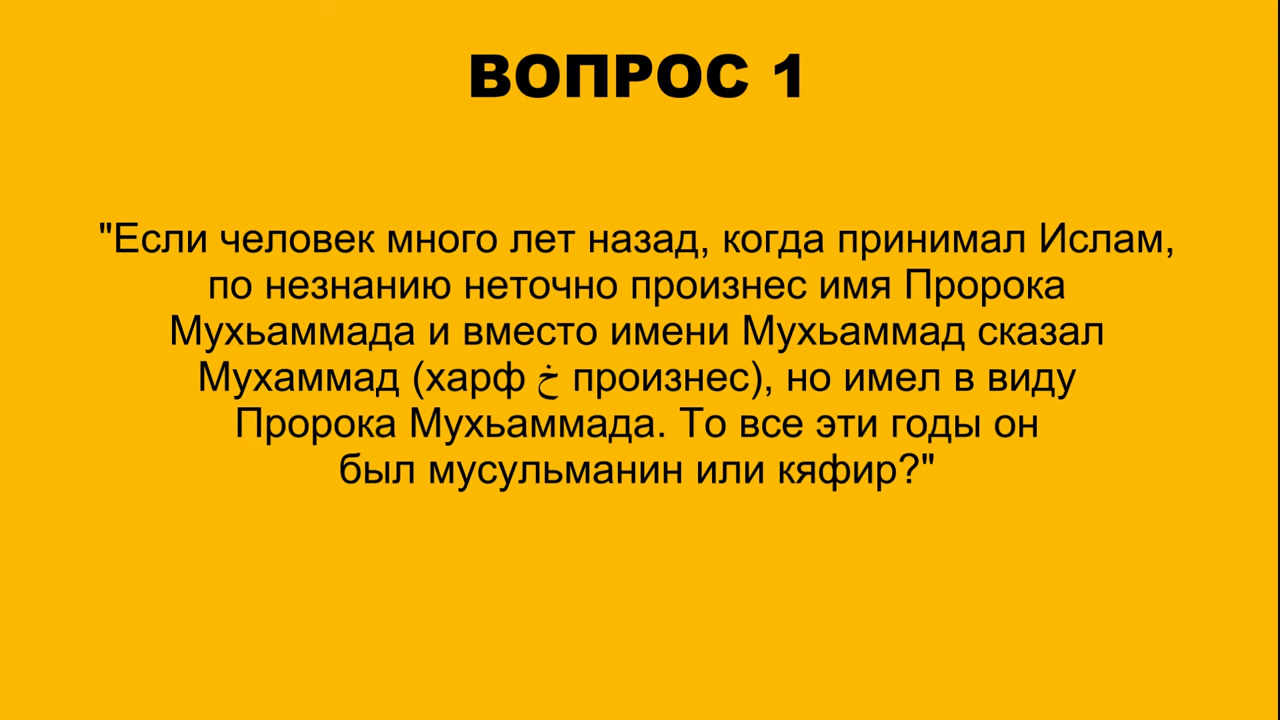 ВОПРОС 1
"Если человек много лет назад, когда принимал Ислам,
по незнанию неточно произнес имя Пророка
Мухьаммада и вместо имени Мухьаммад сказал
Мухаммад (харф خ произнес), но имел в виду
Пророка Мухьаммада. То все эти годы он
был мусульманин или кяфир?"